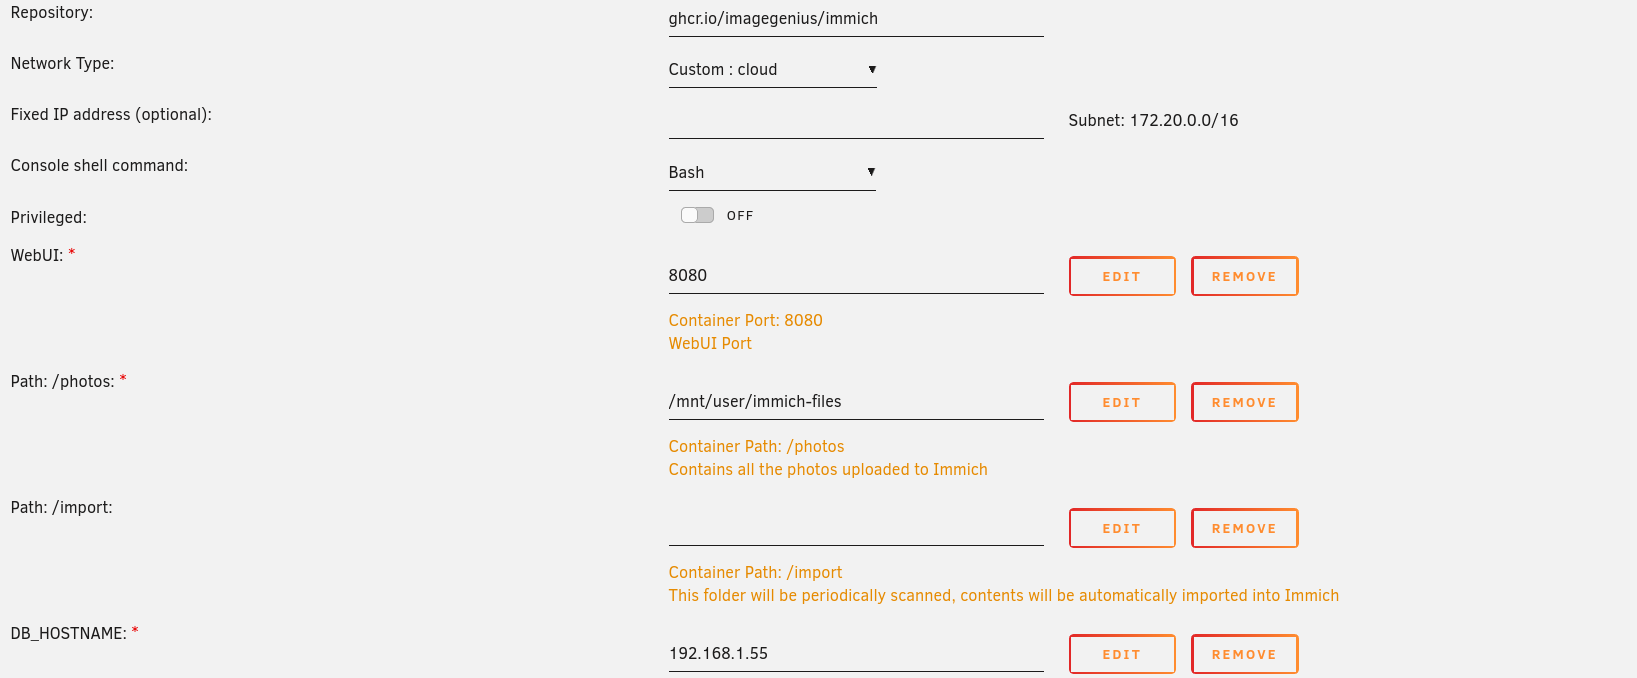 Repository:
ghcr.io/imagegenius/immich
Network Type:
Custom : cloud
Fixed IP address (optional):
Subnet: 172.20.0.0/16
Console shell command:
Bash
Privileged:
OFF
WebUI: *
8080
EDIT
REMOVE
Container Port: 8080
WebUI Port
Path: /photos: *
/mnt/user/immich-files
EDIT
REMOVE
Container Path: /photos
Contains all the photos uploaded to Immich
Path: /import:
EDIT
REMOVE
Container Path: /import
This folder will be periodically scanned, contents will be automatically imported into Immich
DB_HOSTNAME: *
192.168.1.55
EDIT
REMOVE